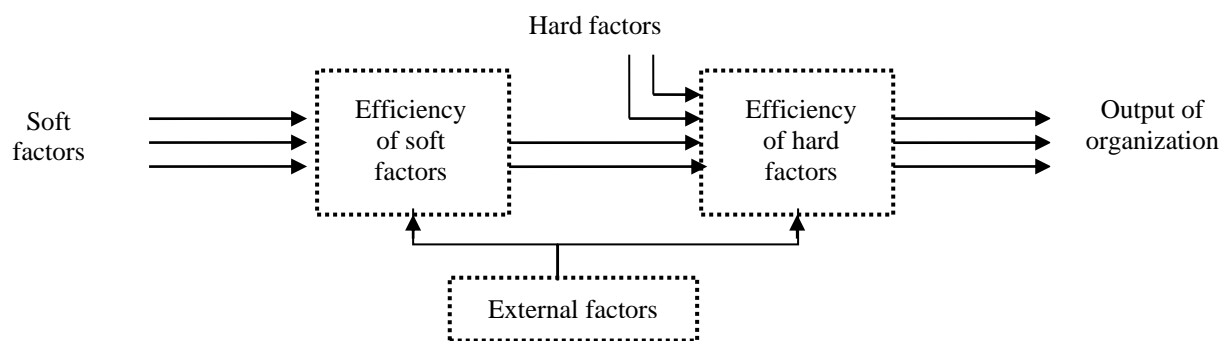 Hard factors
Soft
factors
Efficiency
of soft
factors
Efficiency
of hard
factors
Output of
organization
External factors